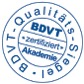 BDVT-Qualitäts-Siegel
BDVT
zertifiziert
Akademie